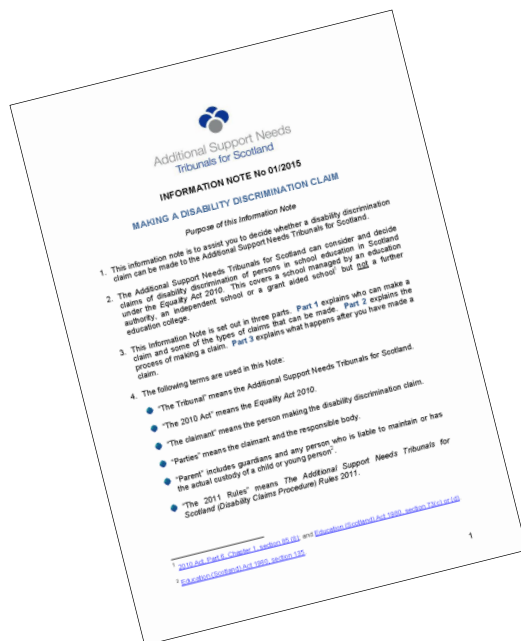 Additional Support Needs
Tribunals for Scotland
INFORMATION NOTE No 01/2015
MAKING A DISABILITY DISCRIMINATION CLAIM
Purpose of this Information Note
1. This information note is to assist you to decide whether a disability discrimination
claim can be made to the Additional Support Needs Tribunals for Scotland.
2. The Additional Support Needs Tribunals for Scotland can consider and decide
claims of disability discrimination of persons in school education in Scotland
under the Equality Act 2010. This covers a school managed by an education
authority, an independent school or a grant aided school¹ but not a further
education college.
3. This Information Note is set out in three parts. Part 1 explains who can make a
claim and some of the types of claims that can be made. Part 2 explains the
process of making a claim. Part 3 explains what happens after you have made a
claim.
4. The following terms are used in this Note:
"The Tribunal" means the Additional Support Needs Tribunals for Scotland.
"The 2010 Act" means the Equality Act 2010.
"The claimant" means the person making the disability discrimination claim.
"Parties" means the claimant and the responsible body.
"Parent" includes guardians and any person who is liable to maintain or has
the actual custody of a child or young person².
"The 2011 Rules" means The Additional Support Needs Tribunals for
Scotland (Disability Claims Procedure) Rules 2011.
¹ 2010 Act, Part 6, Chapter 1, section 85 (8), and Education (Scotland) Act 1980, section 73(c) or (d)
² Education (Scotland) Act 1980, section 135
1